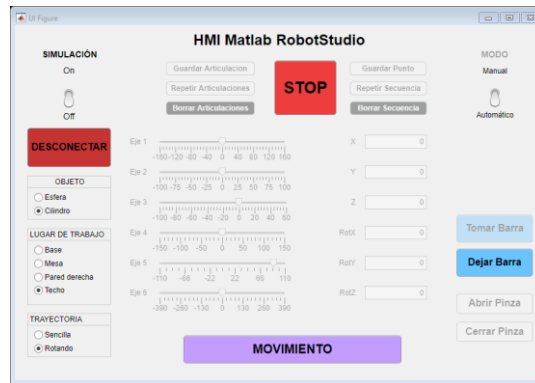 UI Figure
HMI Matlab RobotStudio
SIMULACIÓN
On
Off
Guardar Articulacion
Repetir Articulaciones
Borrar Articulaciones
STOP
Guardar Punto
Repetir Secuencia
Borrar Secuencia
MODO
Manual
Automático
DESCONECTAR
OBJETO
Esfera
Cilindro
LUGAR DE TRABAJO
Base
Mesa
Pared derecha
Techo
TRAYECTORIA
Sencilla
Rotando
Eje 1
-160 -120 -80 -40 0 40 80 120 160
Eje 2
-100 -75 -50 -25 0 25 50 75 100
Eje 3
-100 -80 -60 -40 -20 0 20 40 60
Eje 4
-150 -100 -50 0 50 100 150
Eje 5
-110 -66 -22 22 66 110
Eje 6
-390 -260 -130 0 130 260 390
X 0
Y 0
Z 0
RotX 0
RotY 0
RotZ 0
Tomar Barra
Dejar Barra
Abrir Pinza
Cerrar Pinza
MOVIMIENTO